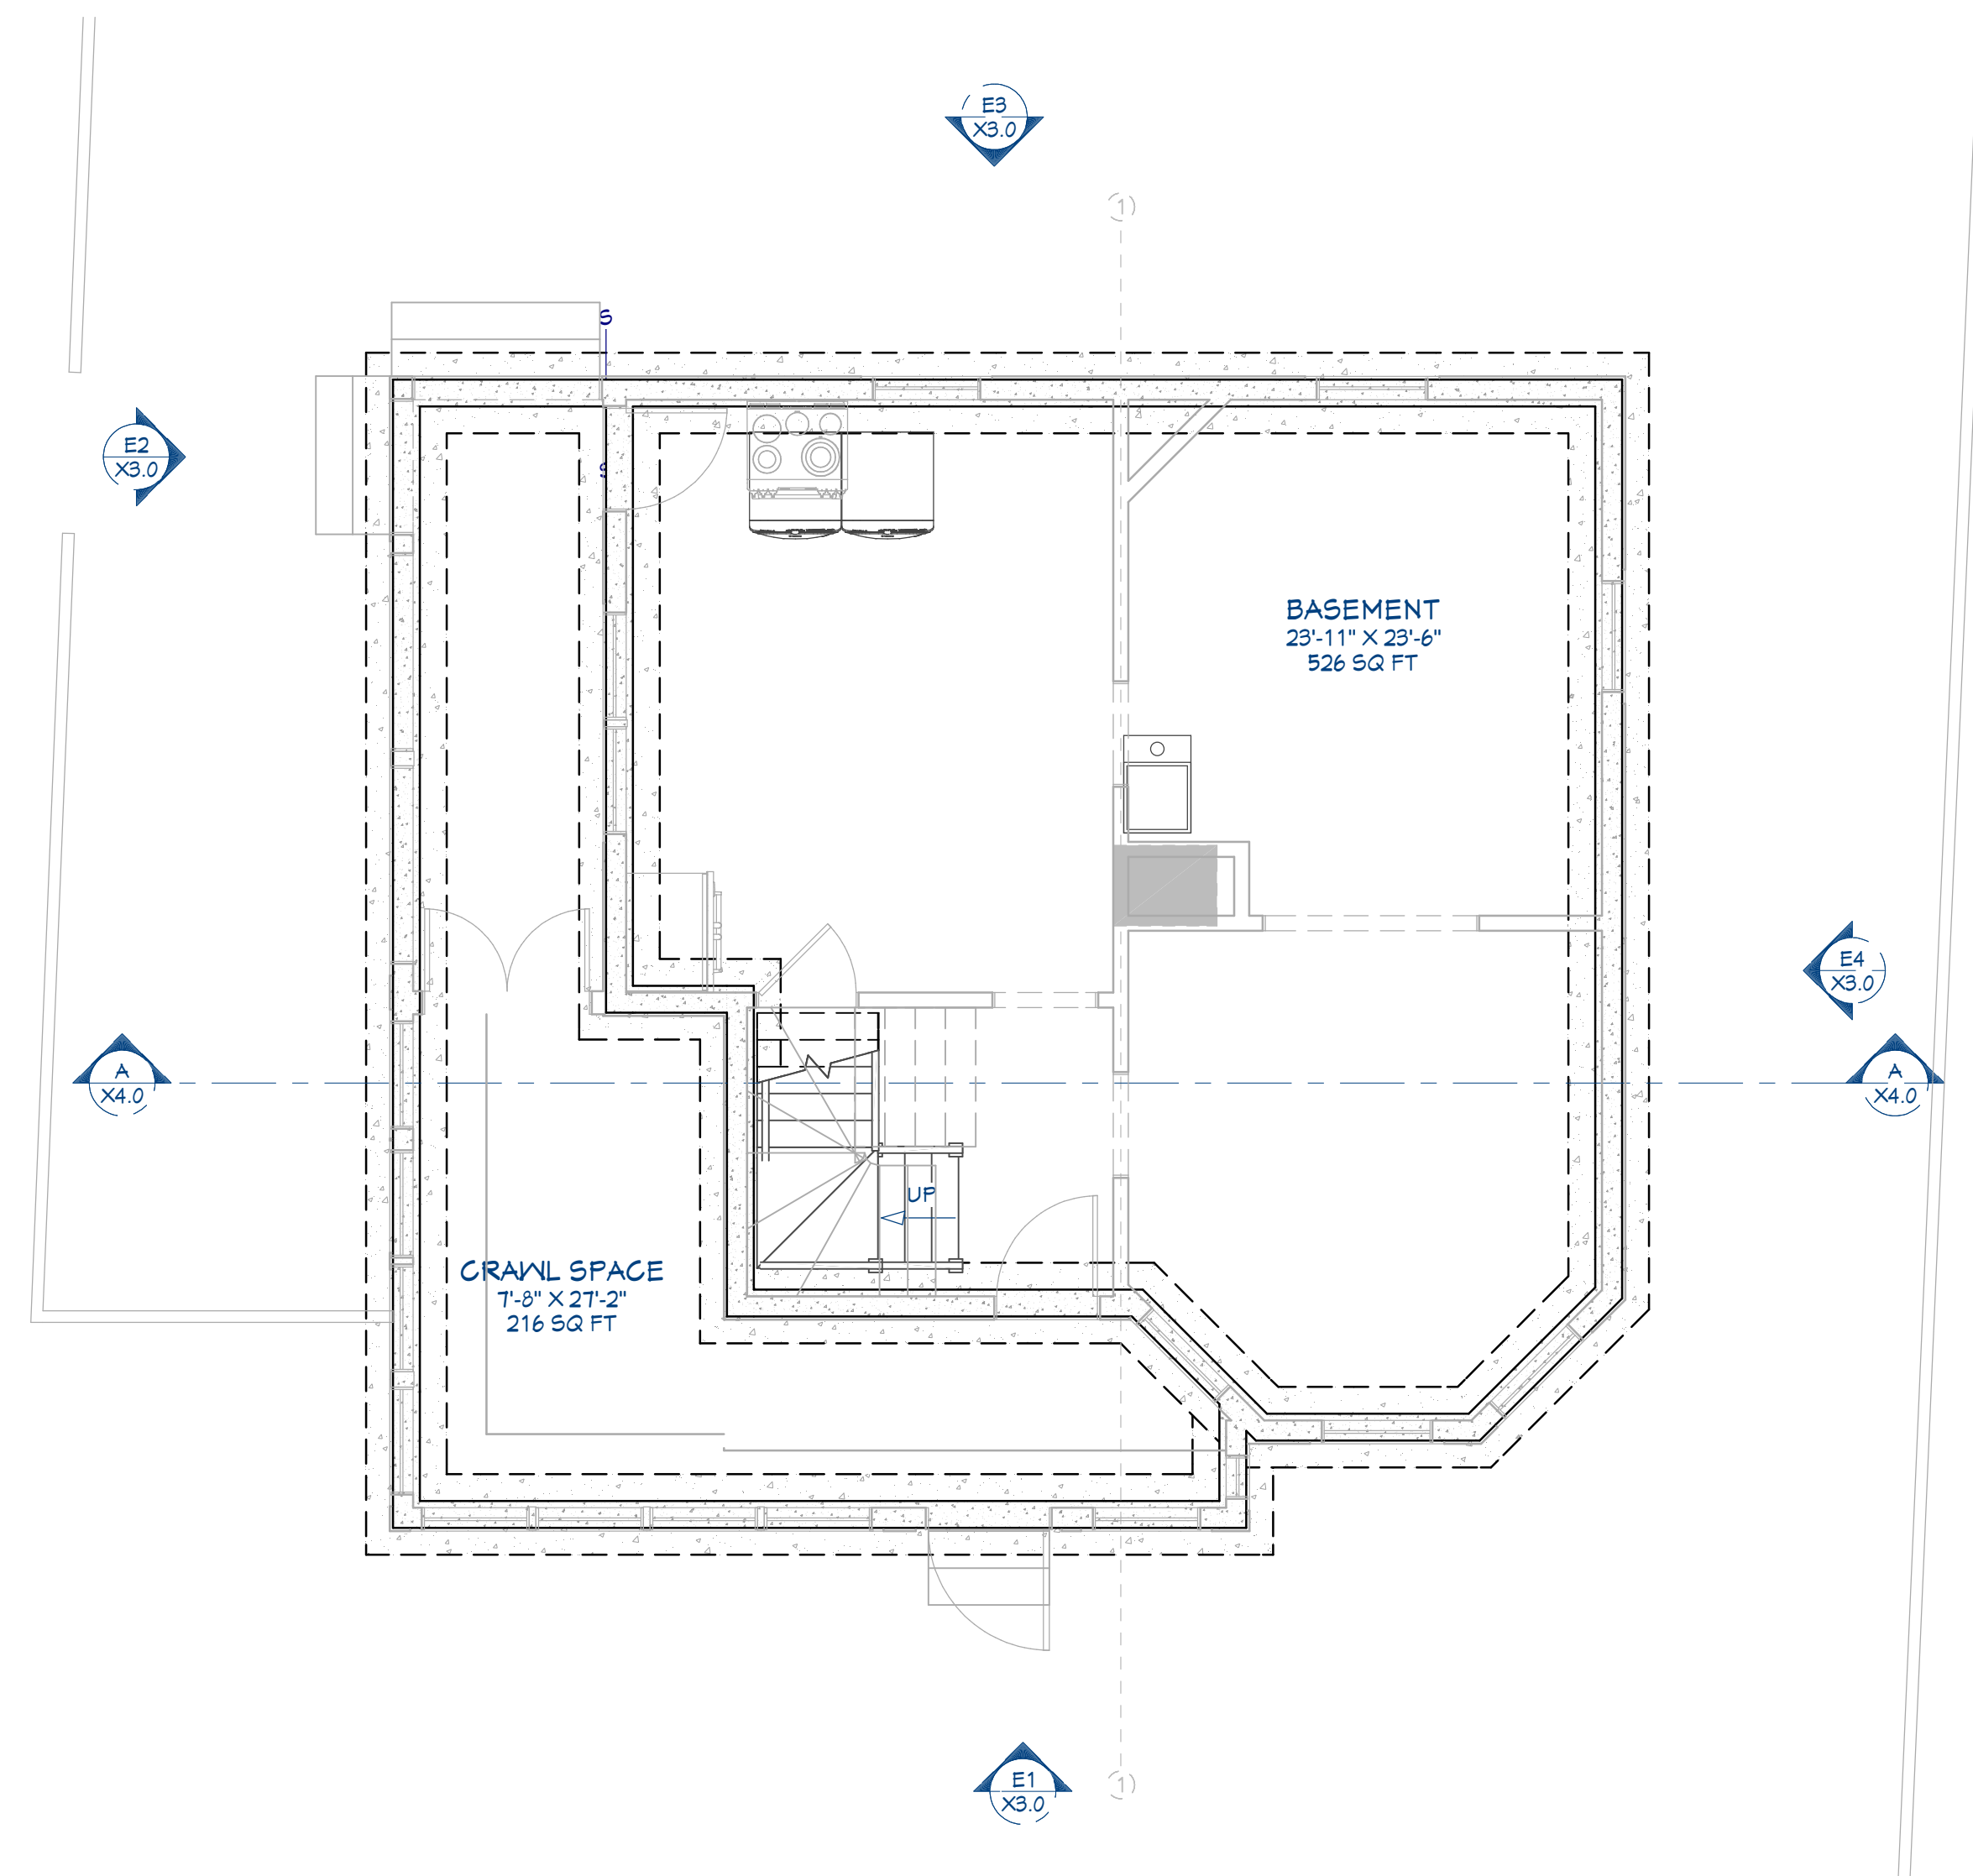 E3
X3.0
1
S
E2
X3.0
S
BASEMENT
23'-11" X 23'-6"
526 SQ FT
E4
X3.0
A
X4.0
A
X4.0
UP
CRAWL SPACE
7'-8" X 27'-2"
216 SQ FT
E1
X3.0
1